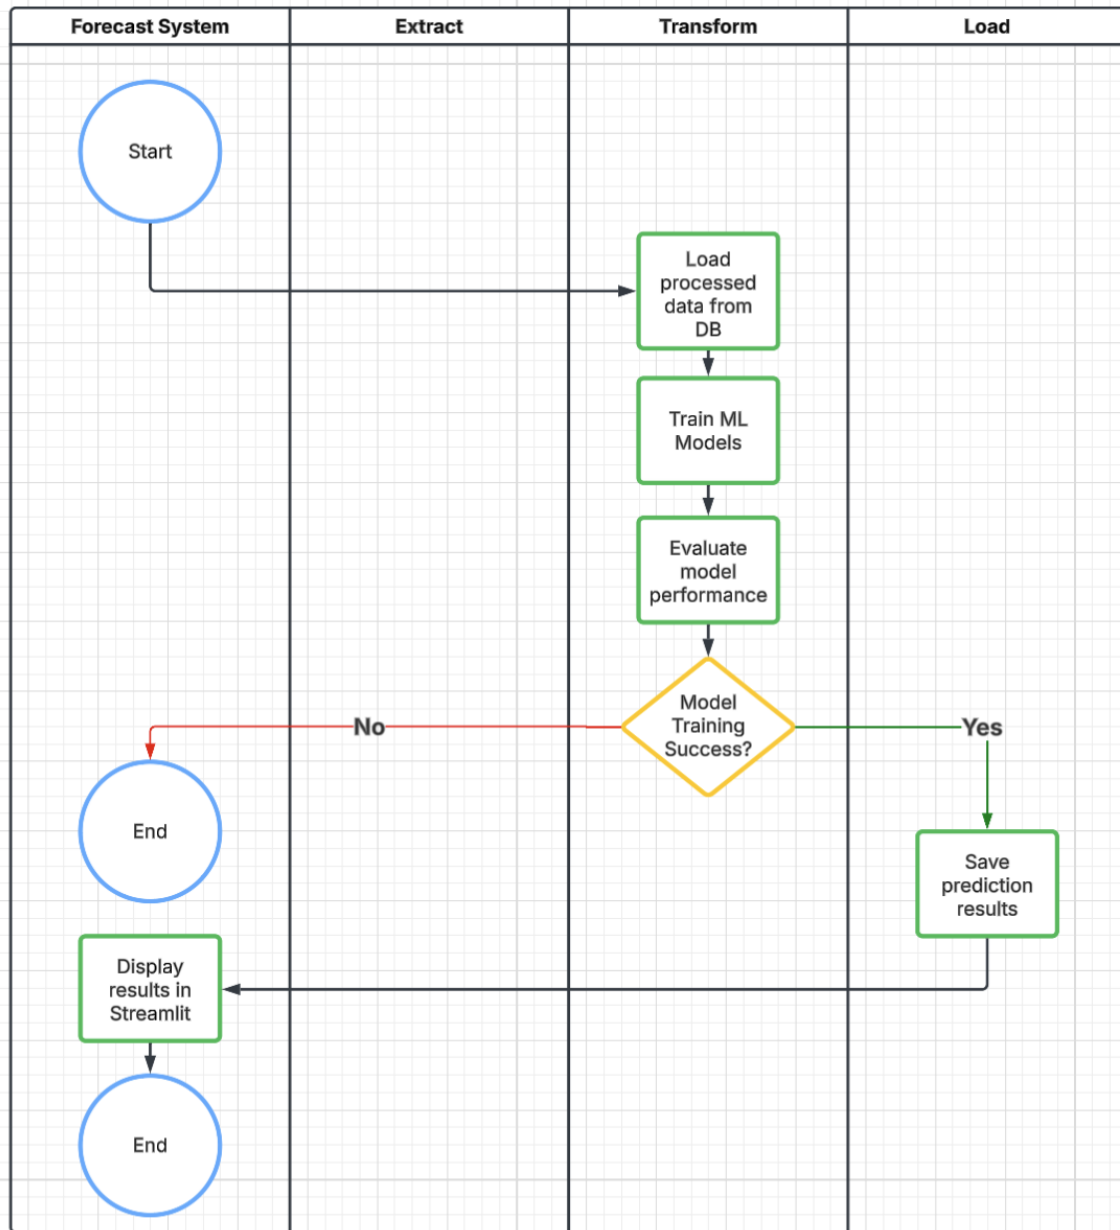 Forecast System
Extract
Transform
Load
Start
Load
processed
data from
DB
Train ML
Models
Evaluate
model
performance
Model
Training
Success?
No
Yes
End
Save
prediction
results
Display
results in
Streamlit
End